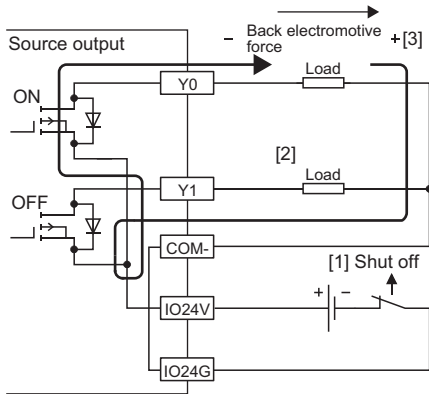 Source output
− Back electromotive force +[3]
Y0
Load
ON
[2]
Y1
Load
OFF
COM-
[1] Shut off
+ −
IO24V
IO24G